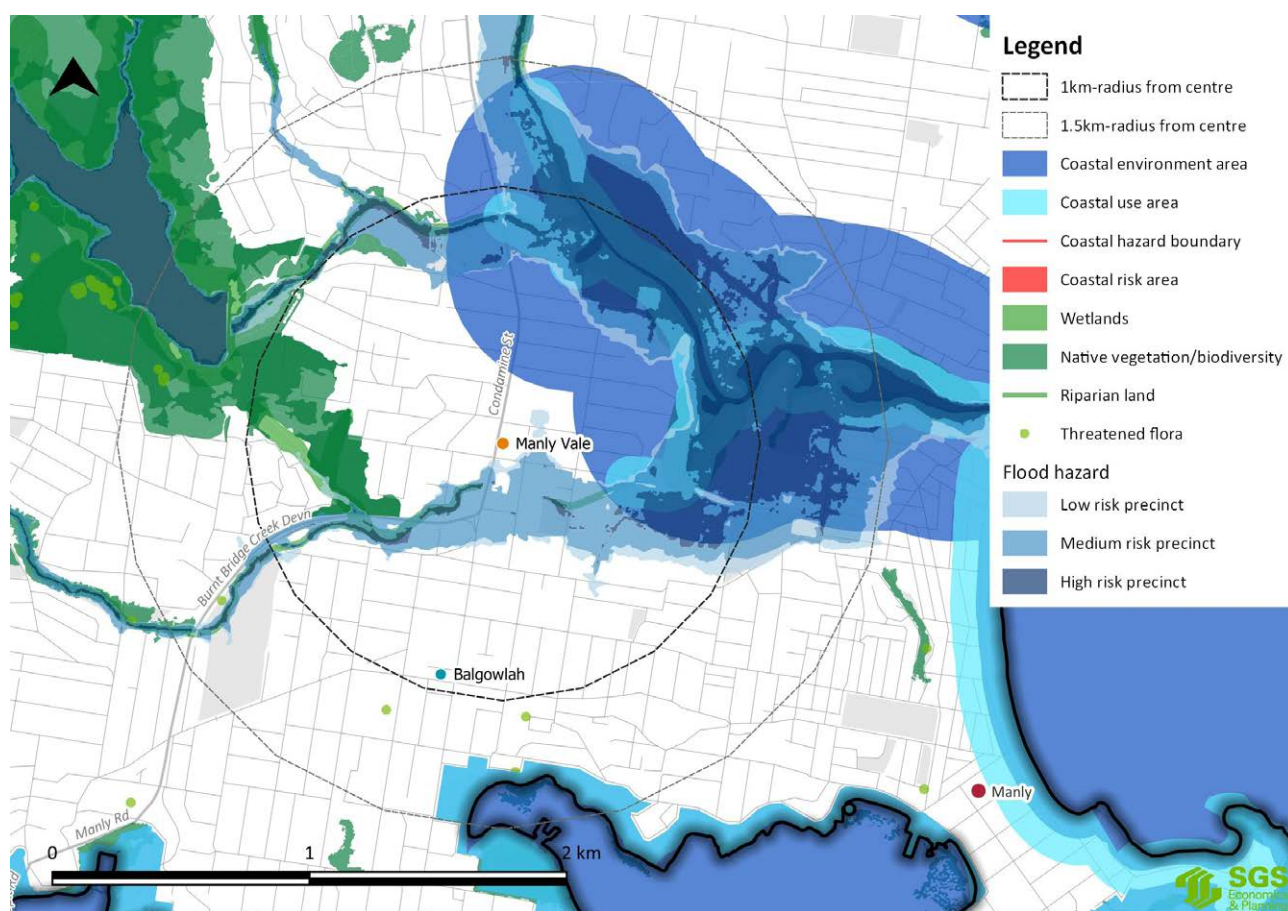 Legend
1km-radius from centre
1.5km-radius from centre
Coastal environment area
Coastal use area
Coastal hazard boundary
Coastal risk area
Wetlands
Native vegetation/biodiversity
Riparian land
Threatened flora
Flood hazard
Low risk precinct
Medium risk precinct
High risk precinct
Condamine St
Manly Vale
Burnt Bridge Creek Devn
Balgowlah
Manly
Manly Rd
0 1 2 km
SGS
Economics
& Planning